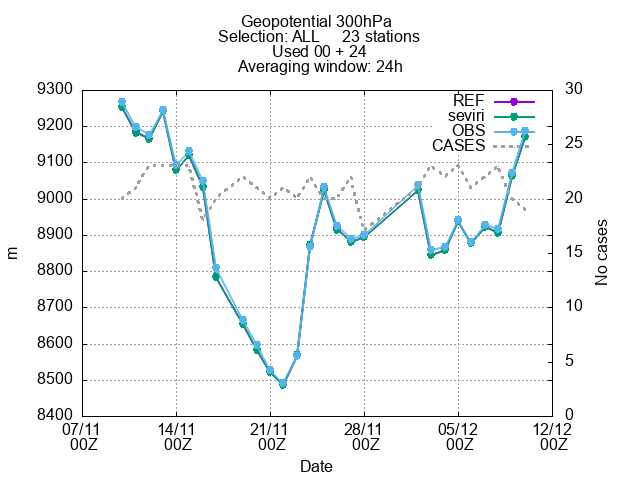 Geopotential 300hPa
Selection: ALL     23 stations
Used 00 + 24
Averaging window: 24h
REF
seviri
OBS
CASES
9300
9200
9100
9000
8900
8800
8700
8600
8500
8400
m
30
25
20
15
10
5
0
No cases
07/11 00Z
14/11 00Z
21/11 00Z
28/11 00Z
05/12 00Z
12/12 00Z
Date